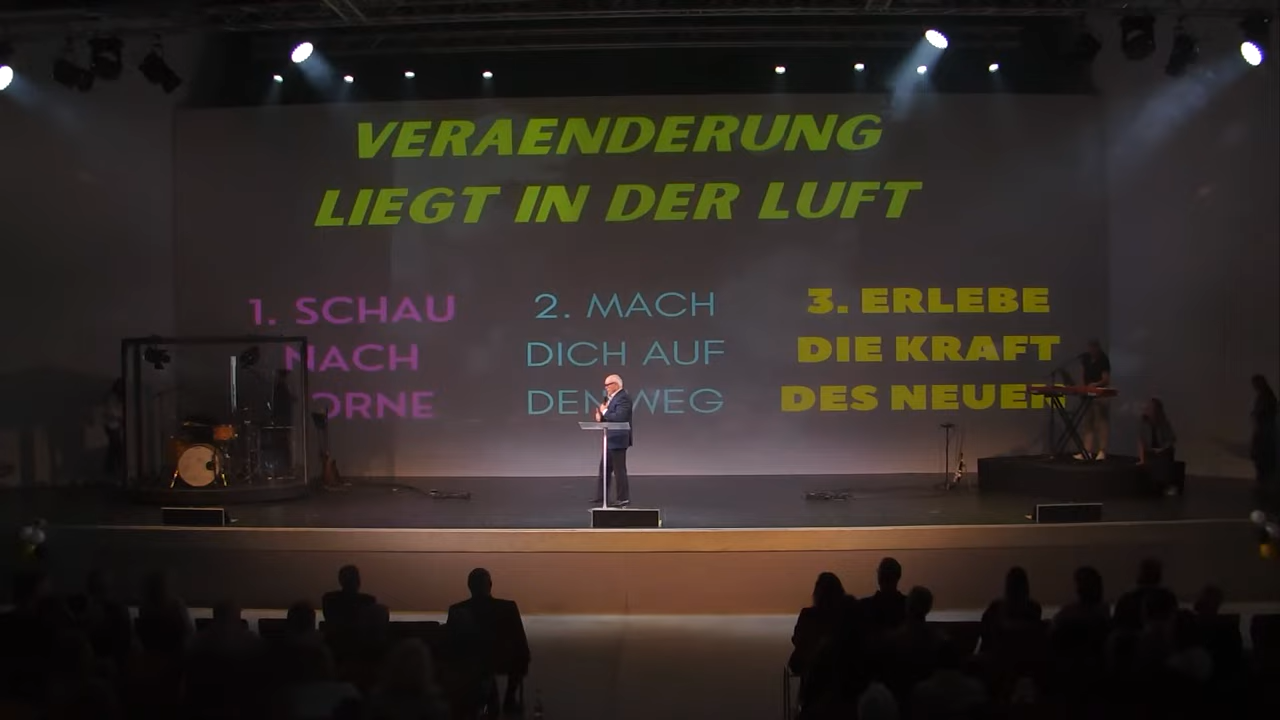 VERAENDERUNG
LIEGT IN DER LUFT
1. SCHAU
NACH
ORNE
2. MACH
DICH AUF
DEN WEG
3. ERLEBE
DIE KRAFT
DES NEUEN